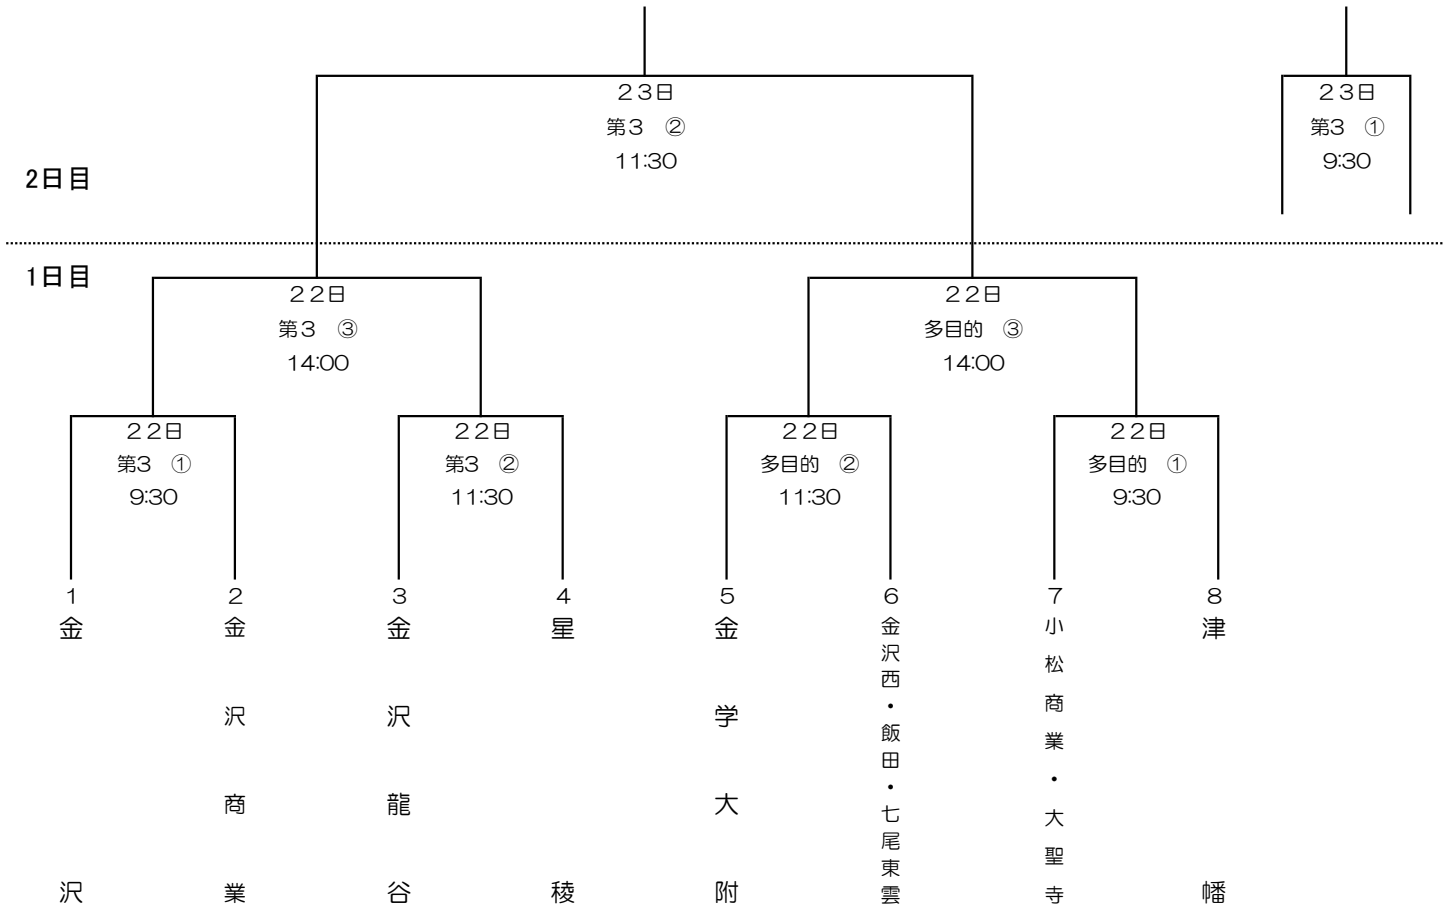 ２３日
第３　②
11:30
２３日
第３　①
9:30
2日目
1日目
２２日
第３　③
14:00
２２日
多目的　③
14:00
２２日
第３　①
9:30
２２日
第３　②
11:30
２２日
多目的　②
11:30
２２日
多目的　①
9:30
1
金沢
2
金沢商業
3
金沢龍谷
4
星稜
5
金学大附
6
金沢西・飯田・七尾東雲
7
小松商業・大聖寺
8
津幡